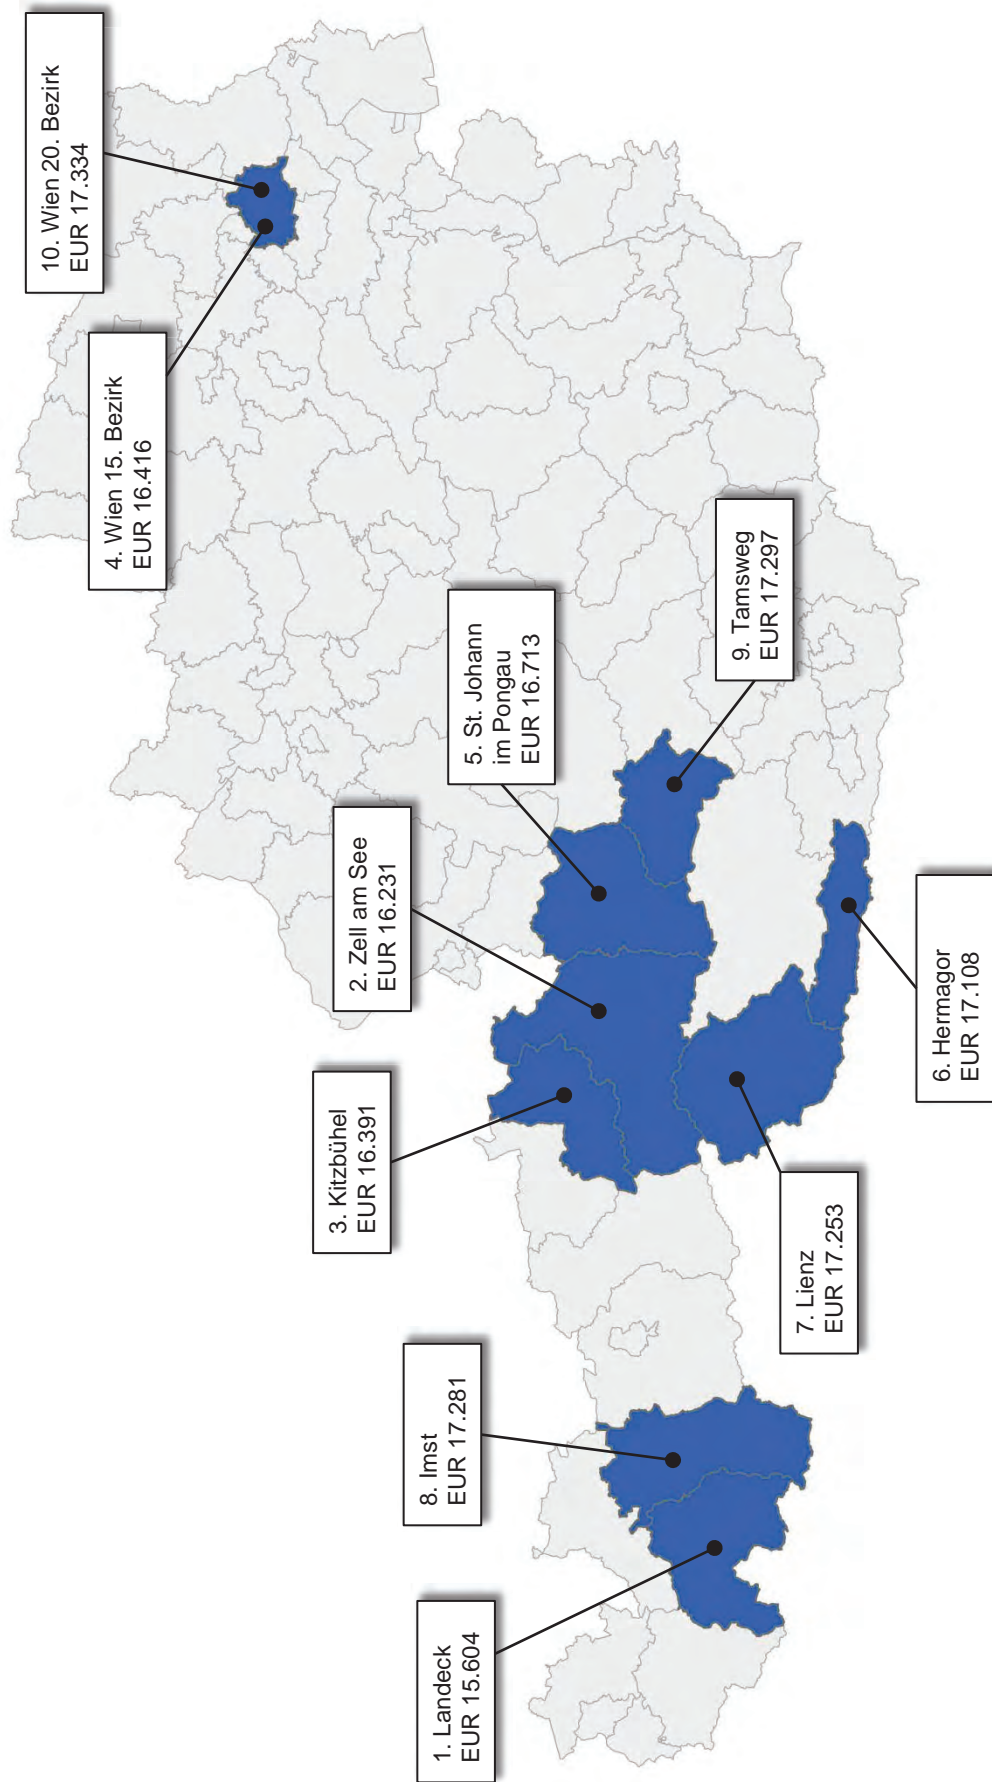 1. Landeck
EUR 15.604
2. Zell am See
EUR 16.231
3. Kitzbühel
EUR 16.391
4. Wien 15. Bezirk
EUR 16.416
5. St. Johann
im Pongau
EUR 16.713
6. Hermagor
EUR 17.108
7. Lienz
EUR 17.253
8. Imst
EUR 17.281
9. Tamsweg
EUR 17.297
10. Wien 20. Bezirk
EUR 17.334